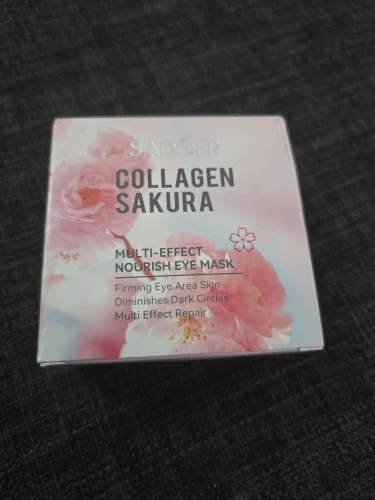 SADOER
COLLAGEN
SAKURA
MULTI-EFFECT
NOURISH EYE MASK
Firming Eye Area Skin
Diminishes Dark Circles
Multi Effect Repair